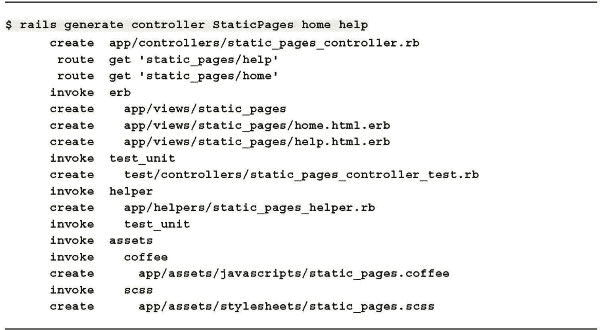 $ rails generate controller StaticPages home help
create app/controllers/static_pages_controller.rb
route get 'static_pages/help'
route get 'static_pages/home'
invoke erb
create app/views/static_pages
create app/views/static_pages/home.html.erb
create app/views/static_pages/help.html.erb
invoke test_unit
create test/controllers/static_pages_controller_test.rb
invoke helper
create app/helpers/static_pages_helper.rb
invoke test_unit
invoke assets
invoke coffee
create app/assets/javascripts/static_pages.coffee
invoke scss
create app/assets/stylesheets/static_pages.scss